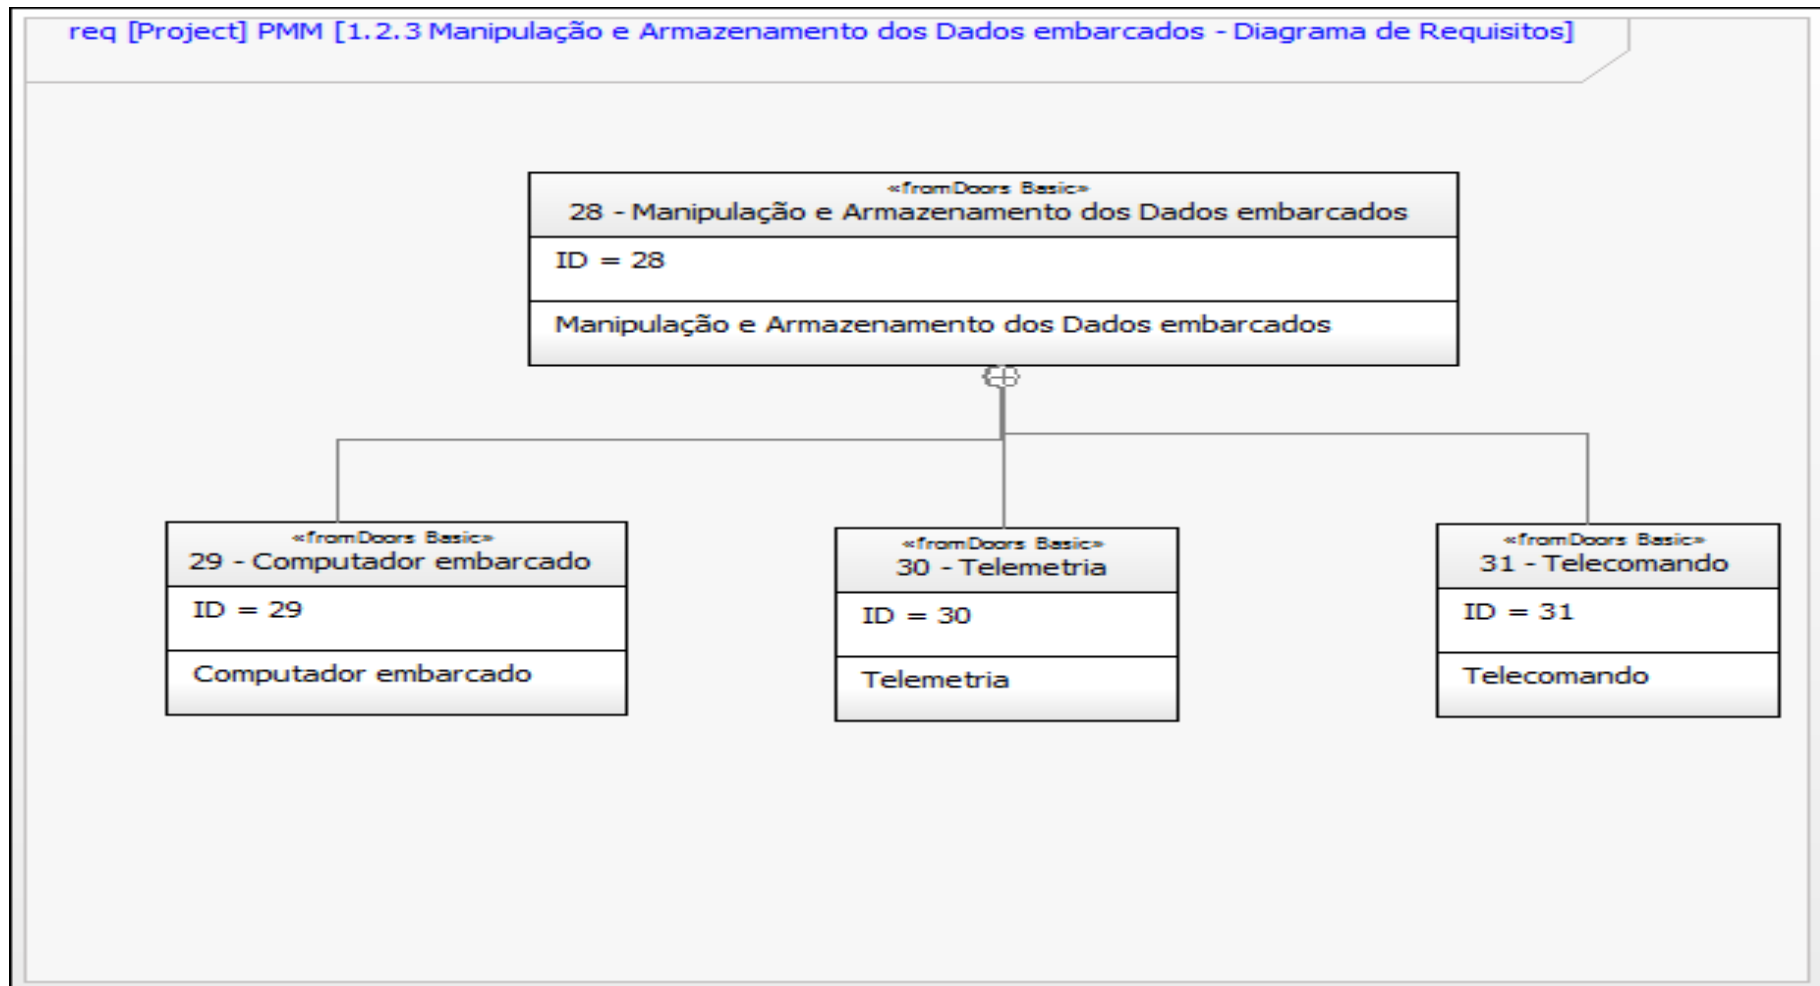 req [Project] PMM [1.2.3 Manipulação e Armazenamento dos Dados embarcados - Diagrama de Requisitos]
«fromDoors Basic»
28 - Manipulação e Armazenamento dos Dados embarcados
ID = 28
Manipulação e Armazenamento dos Dados embarcados
«fromDoors Basic»
29 - Computador embarcado
ID = 29
Computador embarcado
«fromDoors Basic»
30 - Telemetria
ID = 30
Telemetria
«fromDoors Basic»
31 - Telecomando
ID = 31
Telecomando